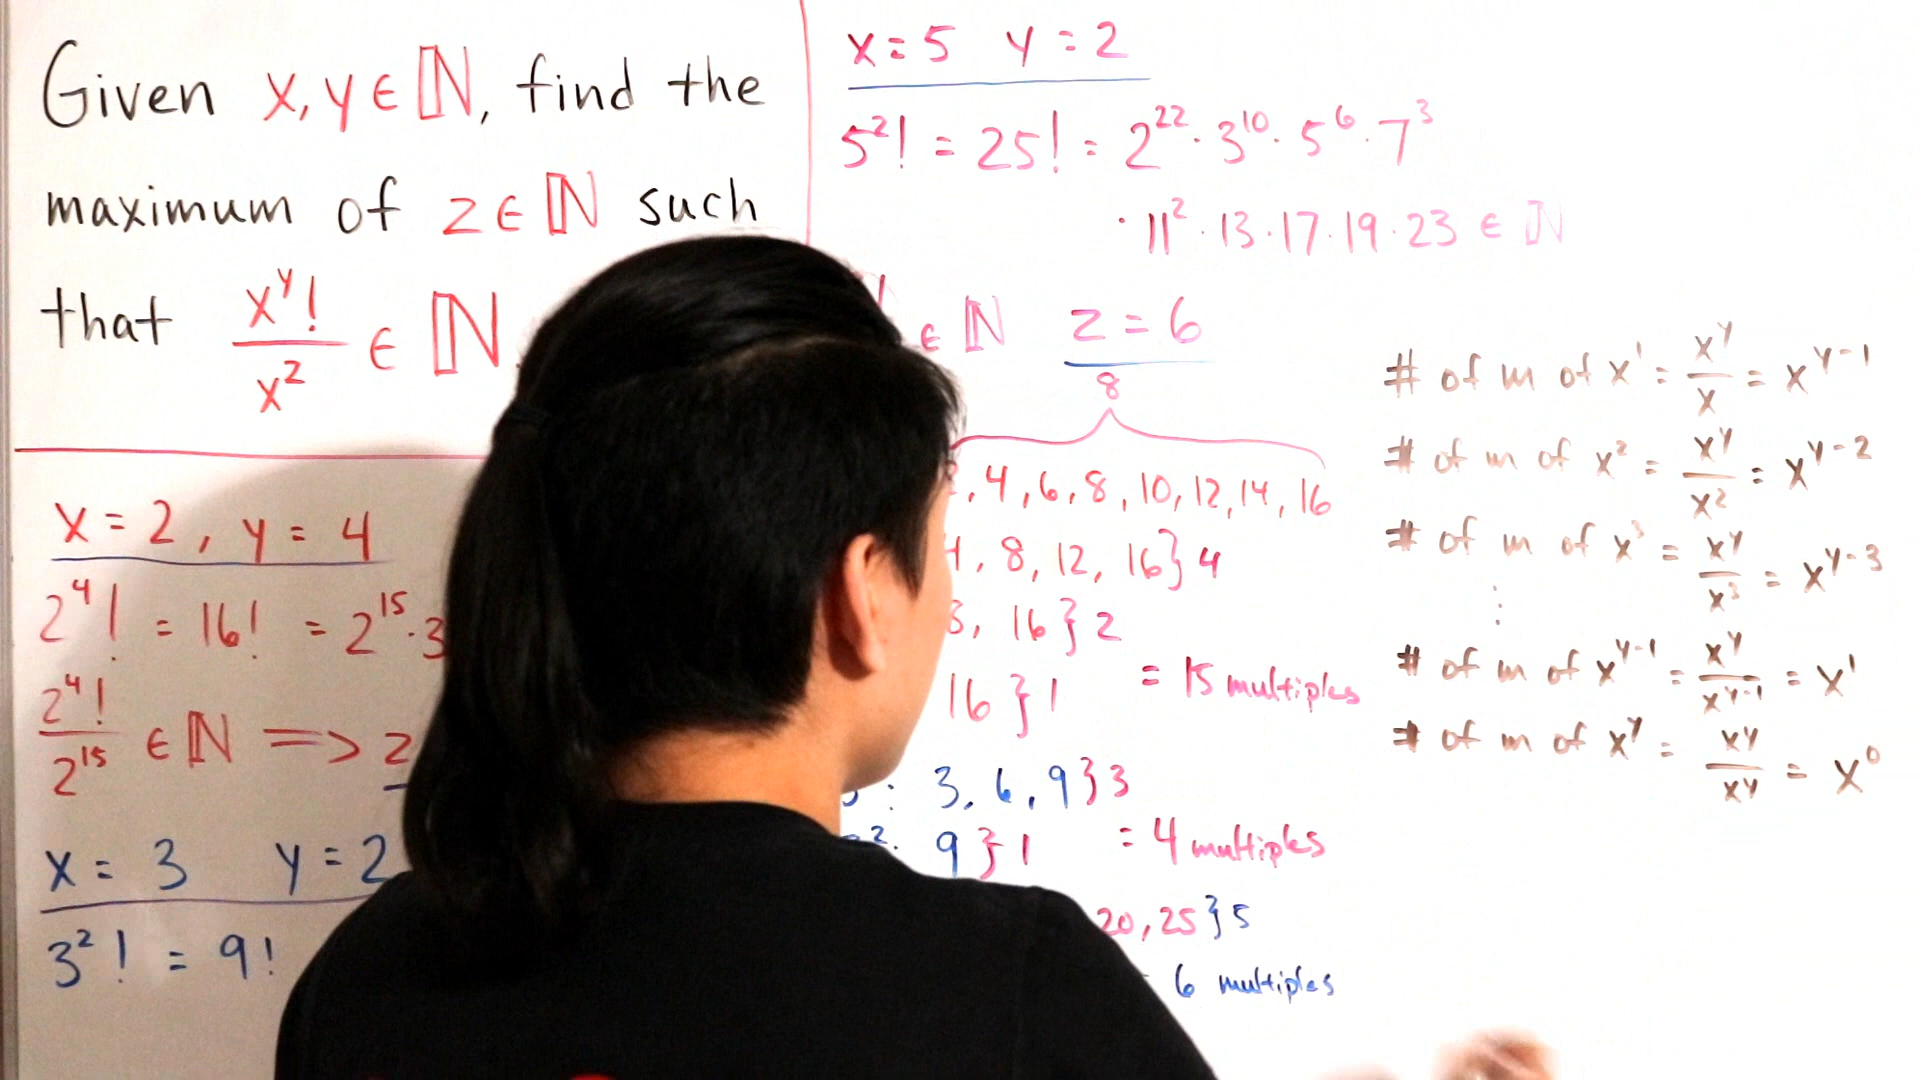 Given x, y ∈ ℕ, find the
maximum of z ∈ ℕ such
that x^y! / x^z ∈ ℕ.
x = 2, y = 4
2^4! = 16! = 2^15 · 3
2^4! / 2^15 ∈ ℕ => z
x = 3 y = 2
3^2! = 9!
x = 5 y = 2
5^2! = 25! = 2^22 · 3^10 · 5^6 · 7^3
· 11^2 · 13 · 17 · 19 · 23 ∈ ℕ
∈ ℕ z = 6
8
, 4, 6, 8, 10, 12, 14, 16
4, 8, 12, 16} 4
8, 16} 2
16} 1 = 15 multiples
: 3, 6, 9} 3
2: 9} 1 = 4 multiples
20, 25} 5
6 multiples
# of m of x^1 = x^y / x = x^y-1
# of m of x^2 = x^y / x^2 = x^y-2
# of m of x^3 = x^y / x^3 = x^y-3
⋮
# of m of x^y-1 = x^y / x^y-1 = x^1
# of m of x^y = x^y / x^y = x^0